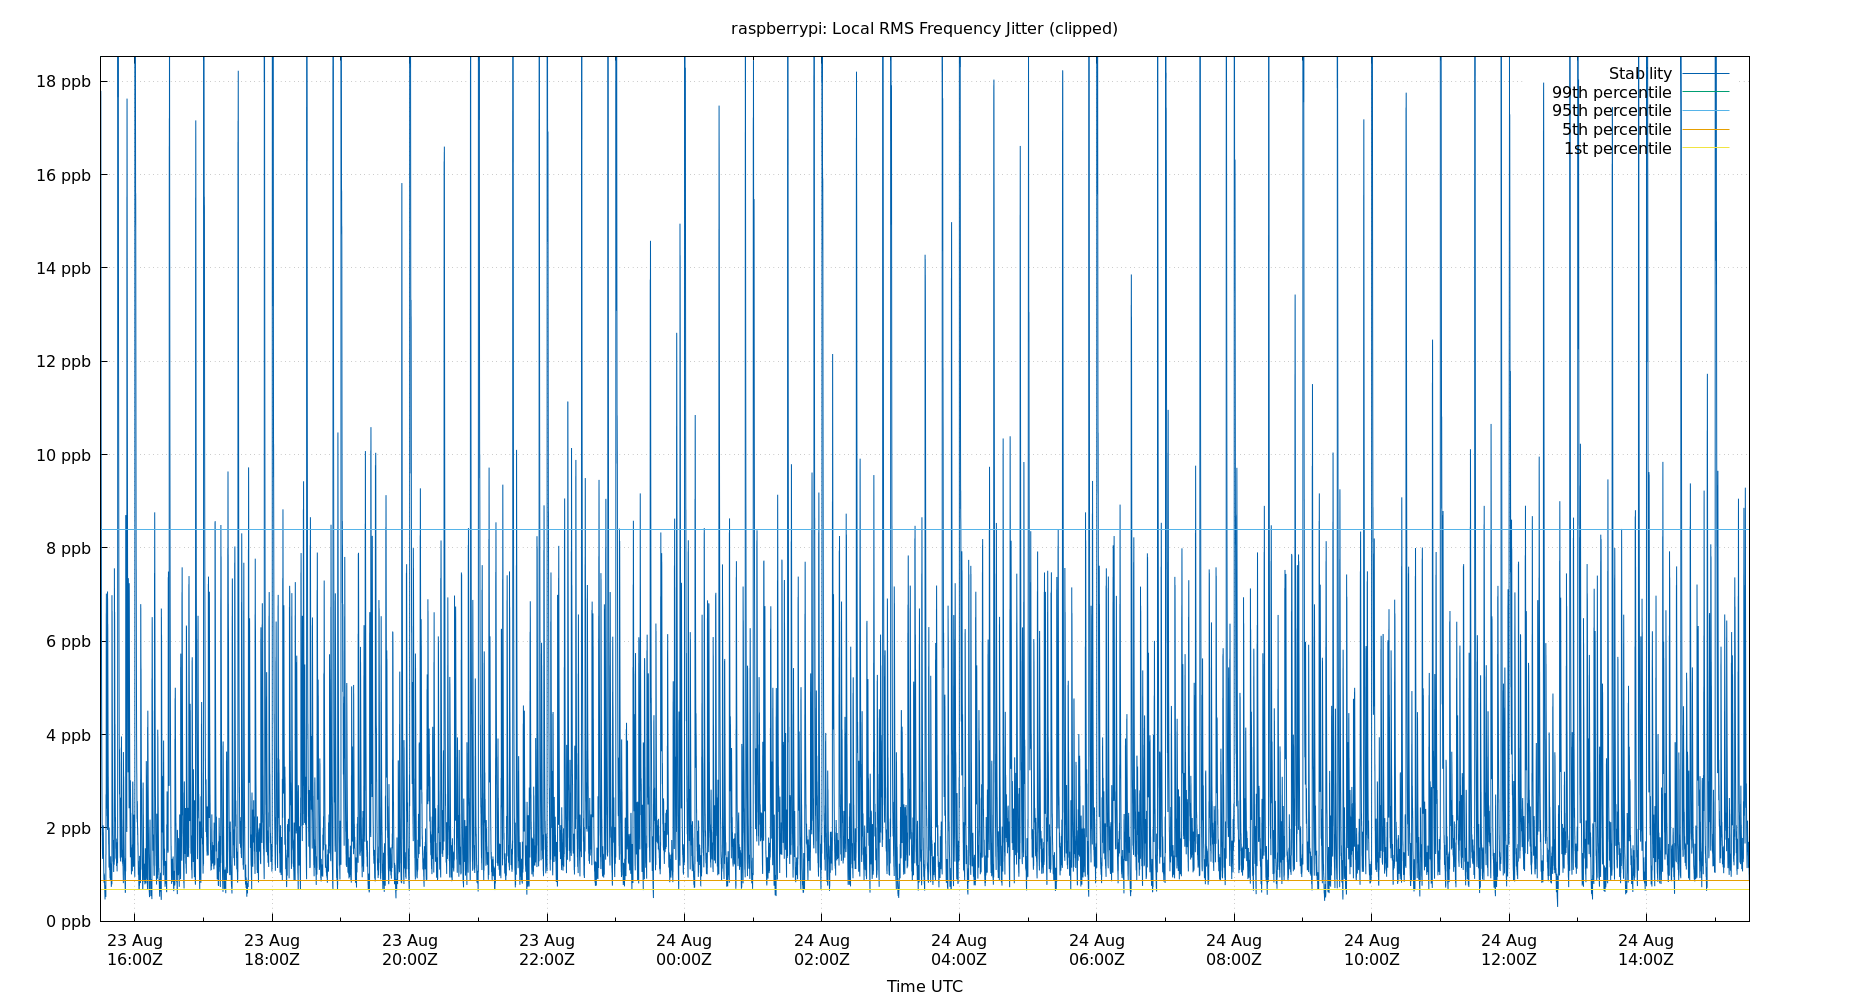 raspberrypi: Local RMS Frequency Jitter (clipped)
18 ppb
16 ppb
14 ppb
12 ppb
10 ppb
8 ppb
6 ppb
4 ppb
2 ppb
0 ppb
Stability
99th percentile
95th percentile
5th percentile
1st percentile
23 Aug 23 Aug 23 Aug 23 Aug 24 Aug 24 Aug 24 Aug 24 Aug 24 Aug 24 Aug 24 Aug 24 Aug
16:00Z 18:00Z 20:00Z 22:00Z 00:00Z 02:00Z 04:00Z 06:00Z 08:00Z 10:00Z 12:00Z 14:00Z
Time UTC